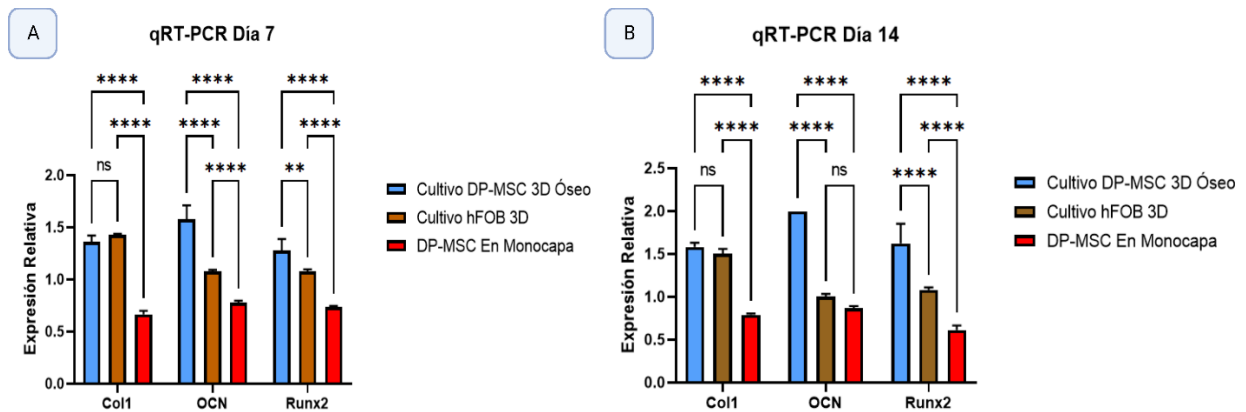 A
qRT-PCR Día 7
****
****
****
****
****
****
ns
****
**
Expresión Relativa
2.0
1.5
1.0
0.5
0.0
Col1
OCN
Runx2
Cultivo DP-MSC 3D Óseo
Cultivo hFOB 3D
DP-MSC En Monocapa
B
qRT-PCR Día 14
****
****
****
****
****
****
ns
ns
****
Expresión Relativa
2.5
2.0
1.5
1.0
0.5
0.0
Col1
OCN
Runx2
Cultivo DP-MSC 3D Óseo
Cultivo hFOB 3D
DP-MSC En Monocapa